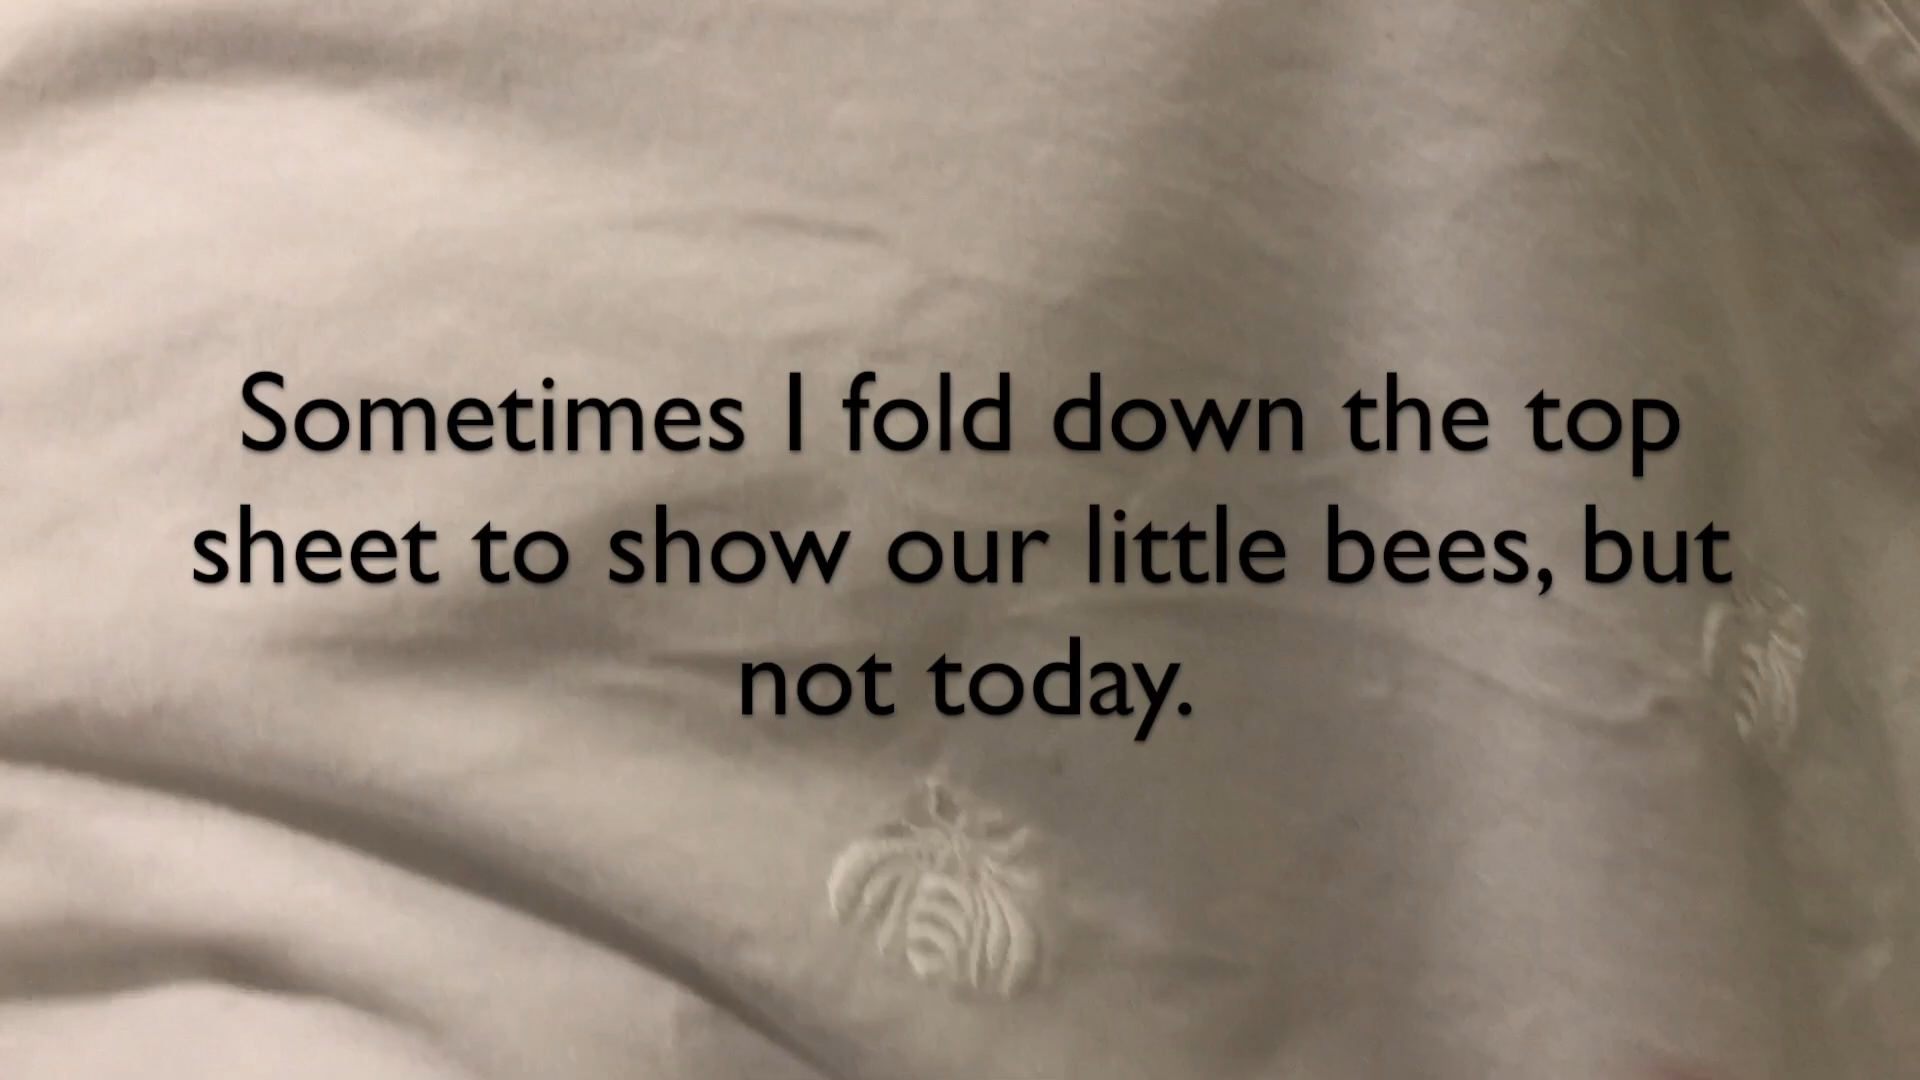 Sometimes I fold down the top
sheet to show our little bees, but
not today.